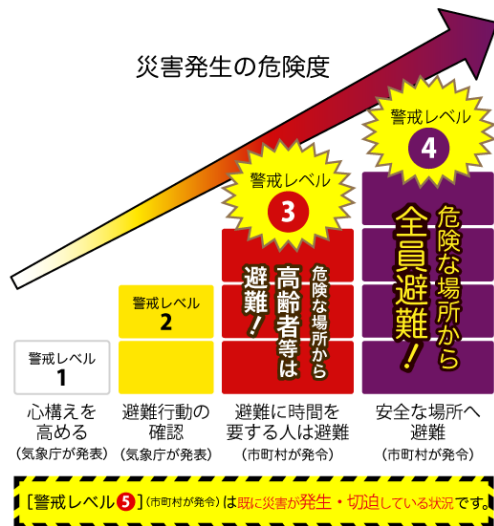 災害発生の危険度
警戒レベル
4
危険な場所から
全員避難！
警戒レベル
3
危険な場所から
高齢者等は
避難！
警戒レベル
2
警戒レベル
1
心構えを
高める
(気象庁が発表)
避難行動の
確認
(気象庁が発表)
避難に時間を
要する人は避難
(市町村が発令)
安全な場所へ
避難
(市町村が発令)
[警戒レベル5](市町村が発令)は既に災害が発生・切迫している状況です。